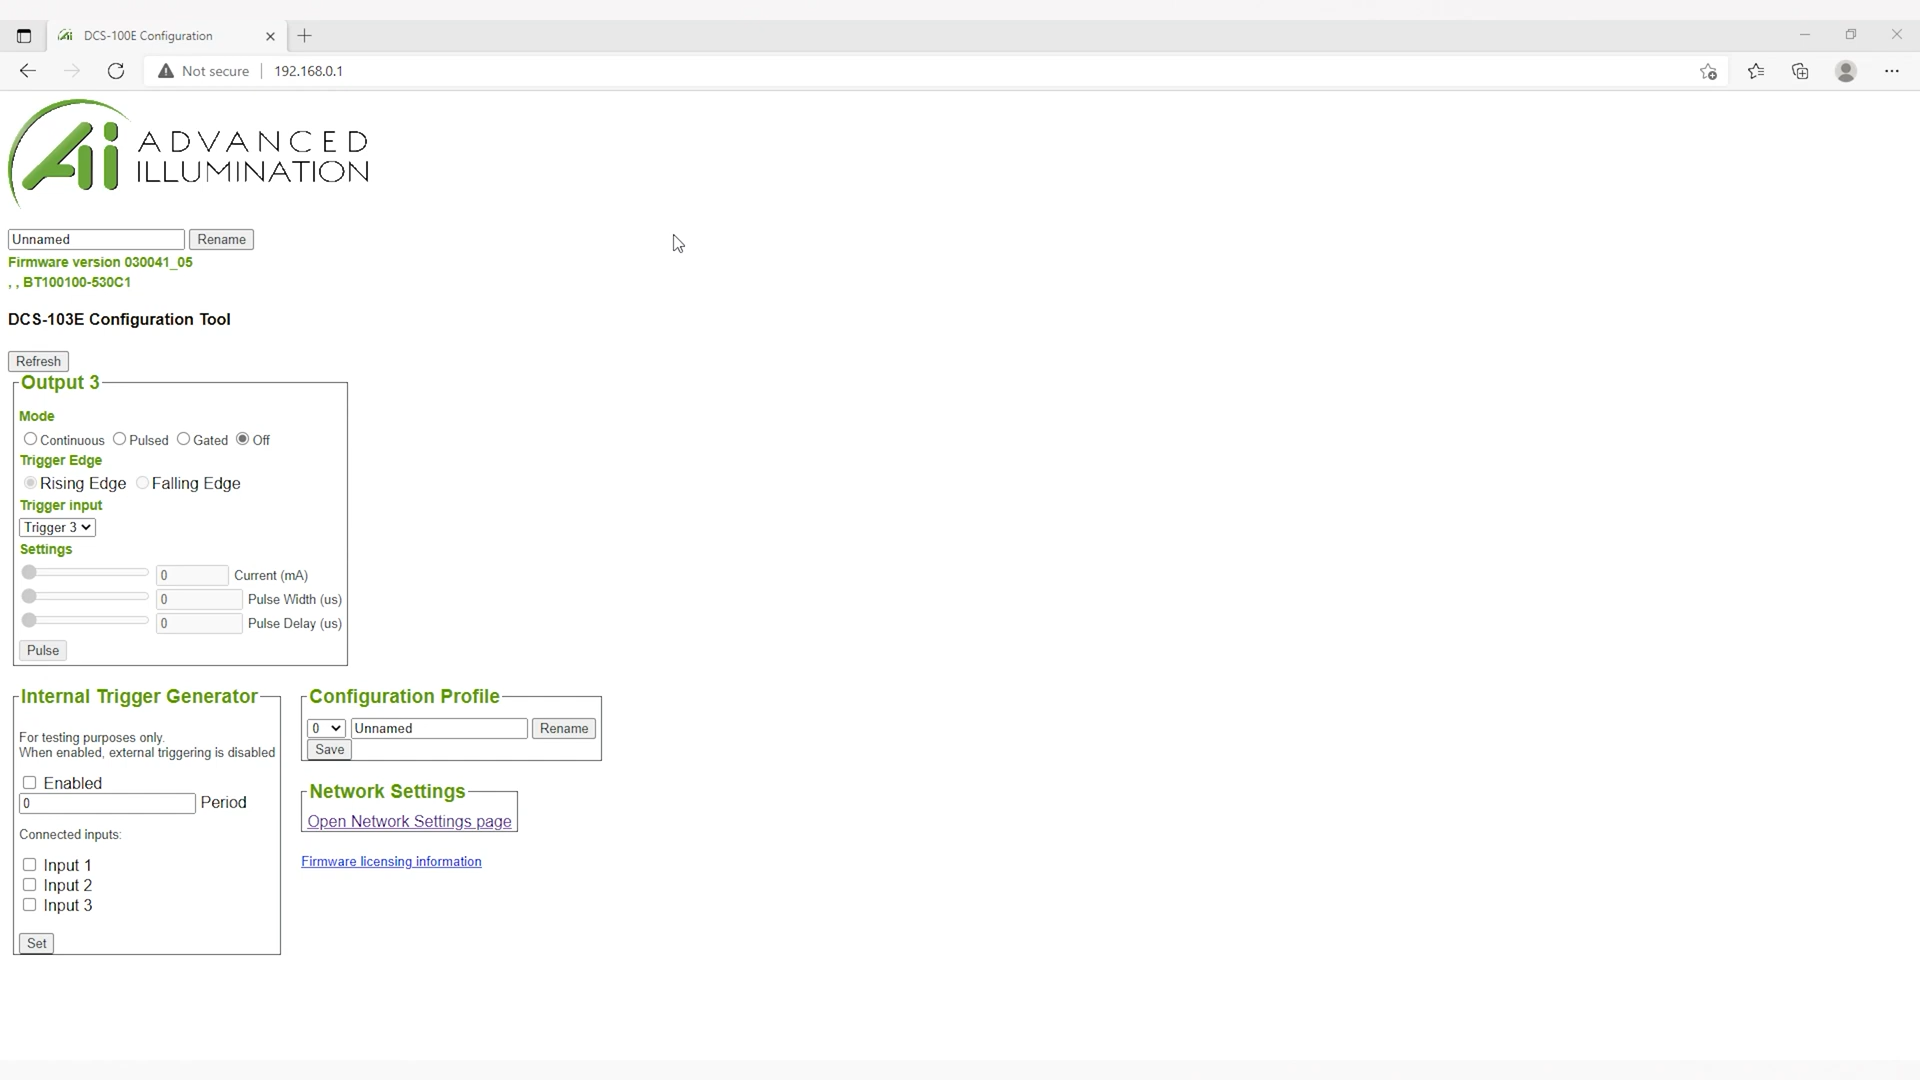 DCS-100E Configuration
Not secure 192.168.0.1
Ai ADVANCED
ILLUMINATION
Unnamed Rename
Firmware version 030041_05
, , BT100100-530C1
DCS-103E Configuration Tool
Refresh
Output 3
Mode
Continuous Pulsed Gated Off
Trigger Edge
Rising Edge Falling Edge
Trigger input
Trigger 3
Settings
0 Current (mA)
0 Pulse Width (us)
0 Pulse Delay (us)
Pulse
Internal Trigger Generator
For testing purposes only.
When enabled, external triggering is disabled
Enabled
0 Period
Connected inputs:
Input 1
Input 2
Input 3
Set
Configuration Profile
0 Unnamed Rename
Save
Network Settings
Open Network Settings page
Firmware licensing information